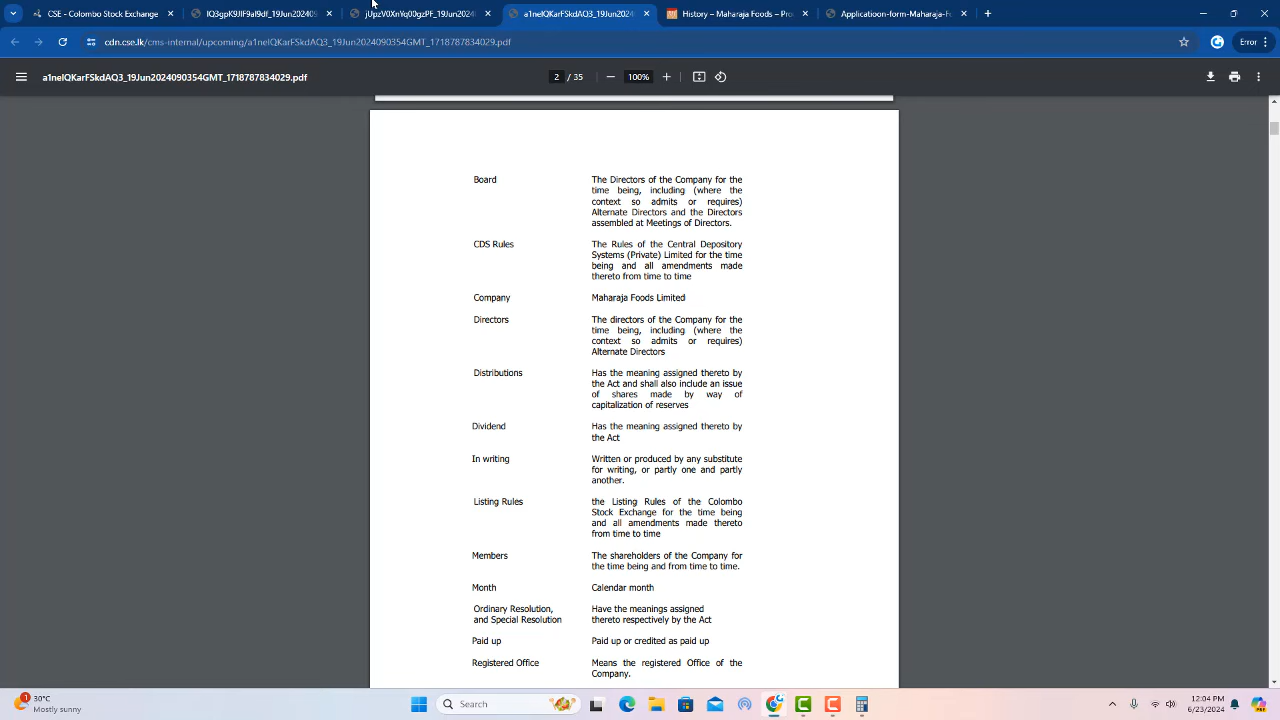 CSE - Colombo Stock Exchange
IQ3gpK9JIF9aI9df_19Jun2024
jUpzV0XnYq00gzPF_19Jun2024
a1neIQKarFSkdAQ3_19Jun2024
History – Maharaja Foods – Pro
Applicatioon-form-Maharaja-F
cdn.cse.lk/cms-internal/upcoming/a1neIQKarFSkdAQ3_19Jun2024090354GMT_1718787834029.pdf
Error
a1neIQKarFSkdAQ3_19Jun2024090354GMT_1718787834029.pdf
2 / 35
100%
Board
The Directors of the Company for the
time being, including (where the
context so admits or requires)
Alternate Directors and the Directors
assembled at Meetings of Directors.
CDS Rules
The Rules of the Central Depository
Systems (Private) Limited for the time
being and all amendments made
thereto from time to time
Company
Maharaja Foods Limited
Directors
The directors of the Company for the
time being, including (where the
context so admits or requires)
Alternate Directors
Distributions
Has the meaning assigned thereto by
the Act and shall also include an issue
of shares made by way of
capitalization of reserves
Dividend
Has the meaning assigned thereto by
the Act
In writing
Written or produced by any substitute
for writing, or partly one and partly
another.
Listing Rules
the Listing Rules of the Colombo
Stock Exchange for the time being
and all amendments made thereto
from time to time
Members
The shareholders of the Company for
the time being and from time to time.
Month
Calendar month
Ordinary Resolution,
and Special Resolution
Have the meanings assigned
thereto respectively by the Act
Paid up
Paid up or credited as paid up
Registered Office
Means the registered Office of the
Company.
1
30°C
Mostly sunny
Search
12:04 PM
6/23/2024